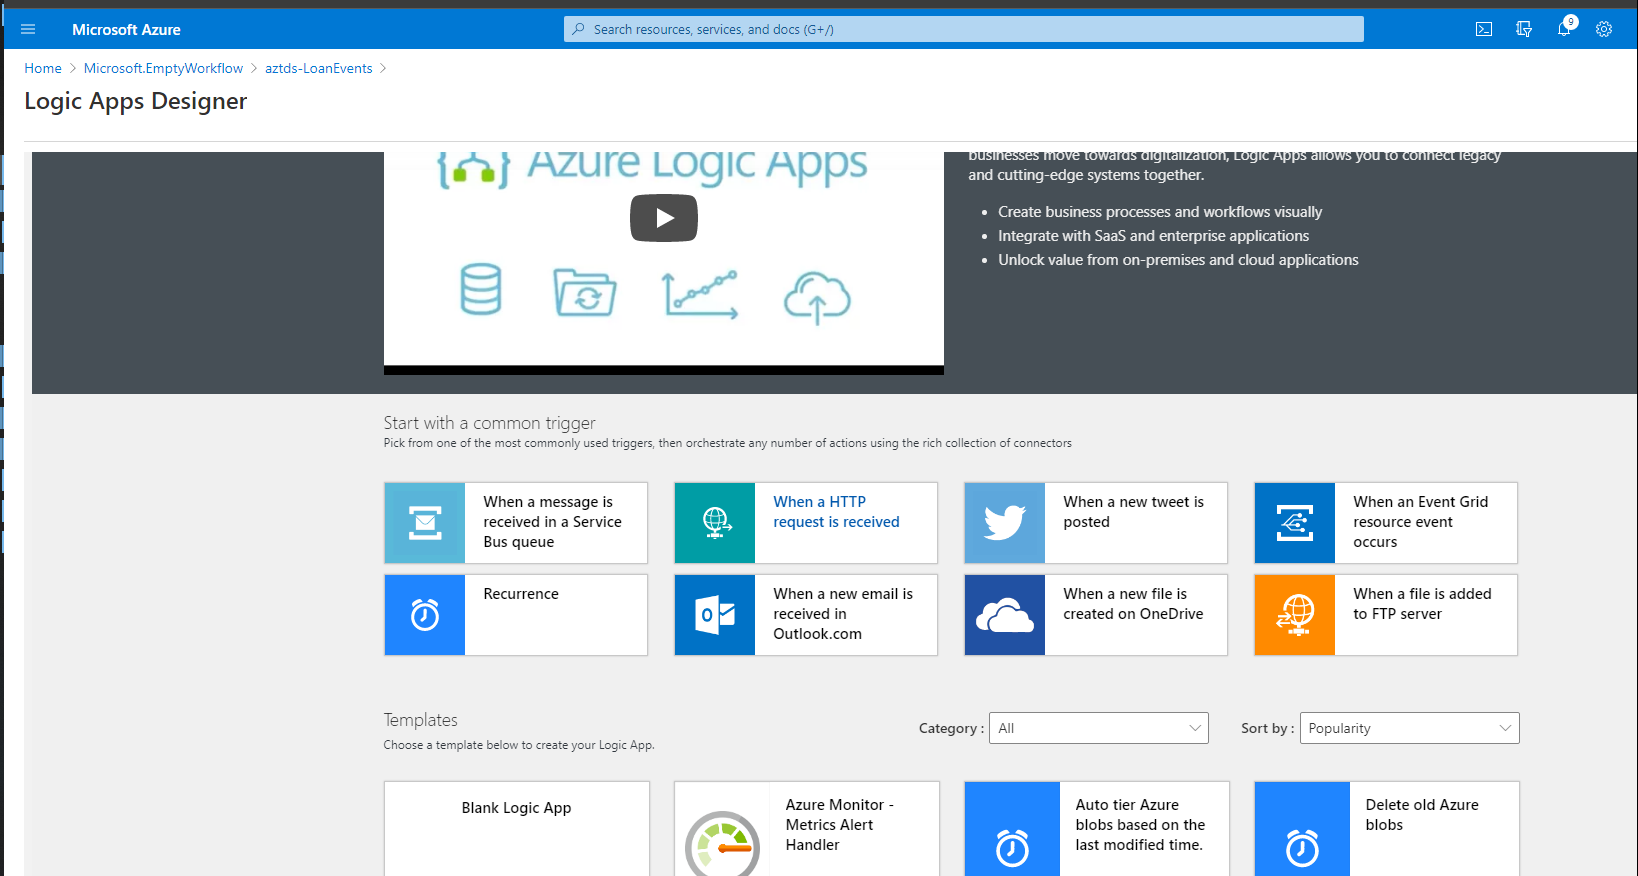 Microsoft Azure
Search resources, services, and docs (G+/)
9
Home > Microsoft.EmptyWorkflow > aztds-LoanEvents >
Logic Apps Designer
Azure Logic Apps
businesses move towards digitalization, Logic Apps allows you to connect legacy
and cutting-edge systems together.
• Create business processes and workflows visually
• Integrate with SaaS and enterprise applications
• Unlock value from on-premises and cloud applications
Start with a common trigger
Pick from one of the most commonly used triggers, then orchestrate any number of actions using the rich collection of connectors
When a message is
received in a Service
Bus queue
When a HTTP
request is received
When a new tweet is
posted
When an Event Grid
resource event
occurs
Recurrence
When a new email is
received in
Outlook.com
When a new file is
created on OneDrive
When a file is added
to FTP server
Templates
Choose a template below to create your Logic App.
Category : All
Sort by : Popularity
Blank Logic App
Azure Monitor -
Metrics Alert
Handler
Auto tier Azure
blobs based on the
last modified time.
Delete old Azure
blobs